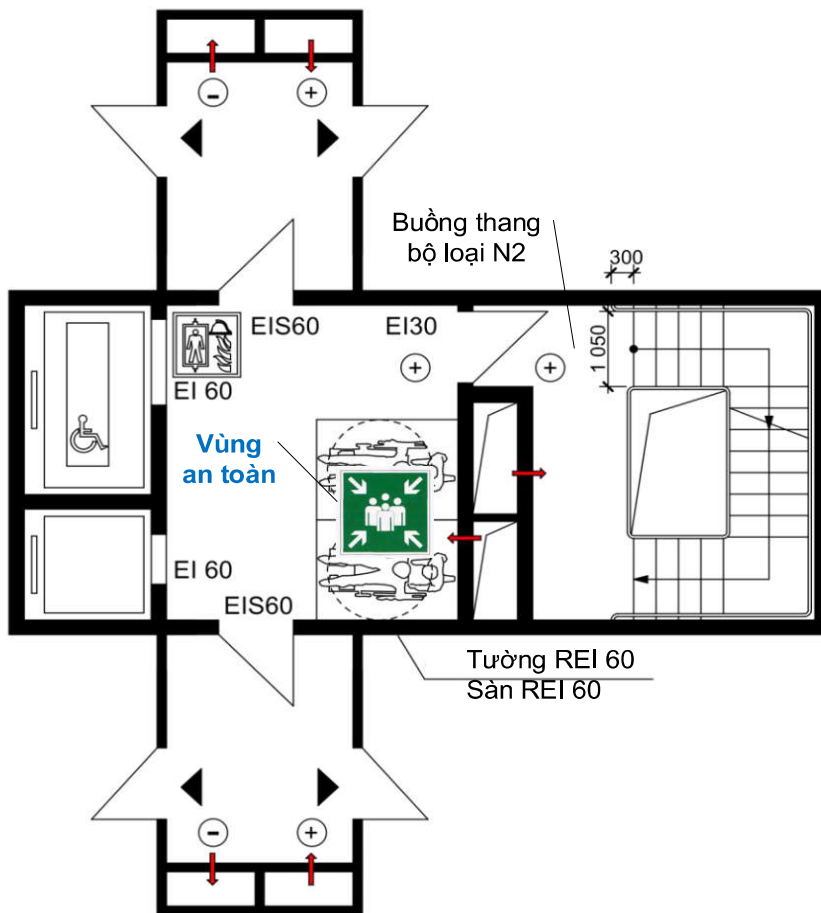 −
+
Buồng thang
bộ loại N2
300
EIS60
EI30
+
+
1 050
EI 60
Vùng
an toàn
EI 60
EIS60
Tường REI 60
Sàn REI 60
−
+